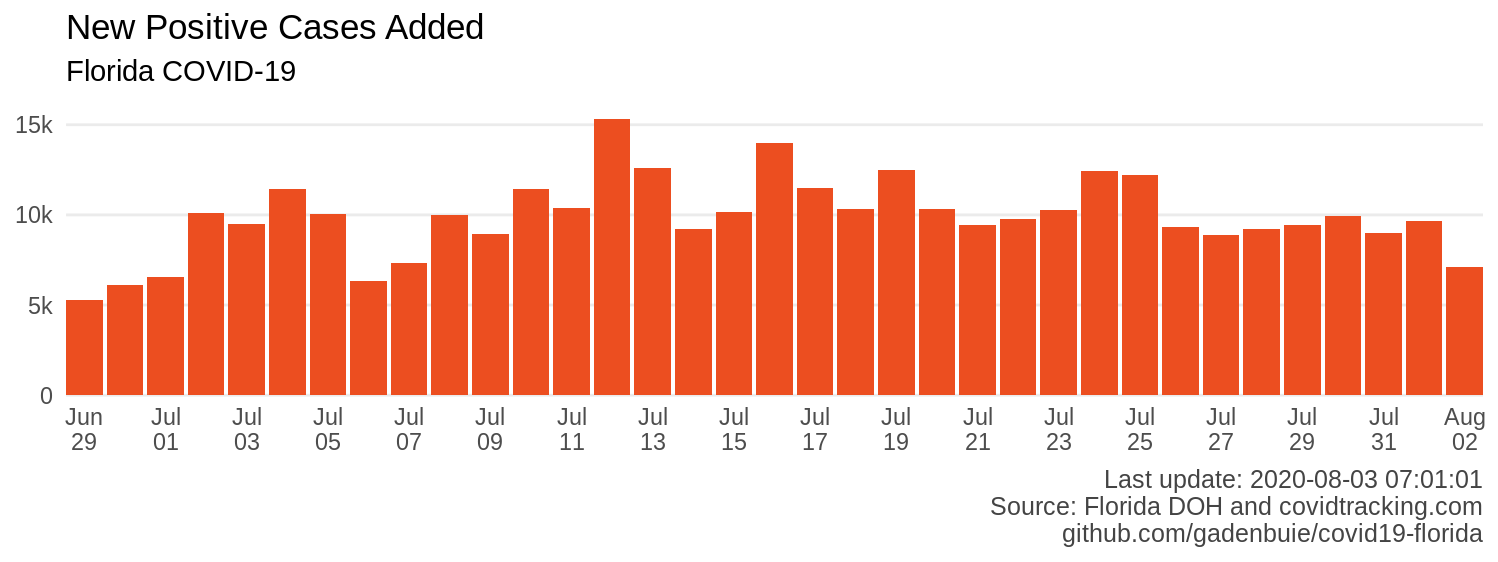 New Positive Cases Added
Florida COVID-19
15k
10k
5k
0
Jun Jul Jul Jul Jul Jul Jul Jul Jul Jul Jul Jul Jul Jul Jul Jul Jul Aug
29 01 03 05 07 09 11 13 15 17 19 21 23 25 27 29 31 02
Last update: 2020-08-03 07:01:01
Source: Florida DOH and covidtracking.com
github.com/gadenbuie/covid19-florida